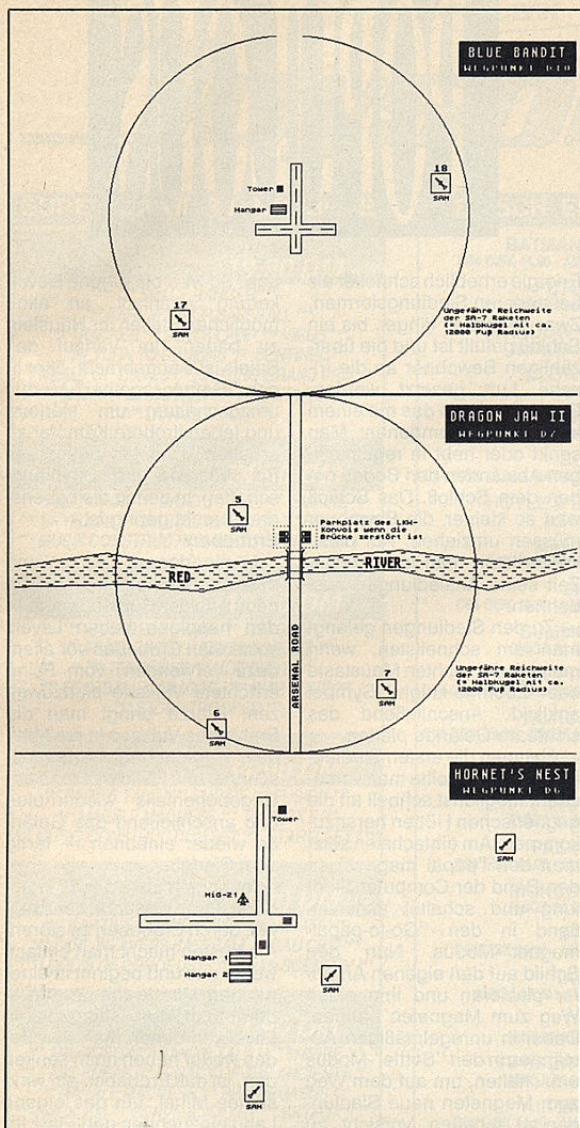 BLUE BANDIT
WEGPUNKT D10
18
Tower
SAM
Hangar
17
SAM
Ungefähre Reichweite
der SA-7 Raketen
(= Halbkugel mit ca.
12000 Fuß Radius)
DRAGON JAW II
WEGPUNKT D7
5
SAM
Parkplatz des LKW-
Konvois wenn die
Brücke zerstört ist
RED
RIVER
ARSENAL ROAD
Ungefähre Reichweite
der SA-7 Raketen
(= Halbkugel mit ca.
12000 Fuß Radius)
7
SAM
6
SAM
HORNET'S NEST
WEGPUNKT D6
Tower
SAM
MiG-21
Hangar 1
Hangar 2
SAM
SAM